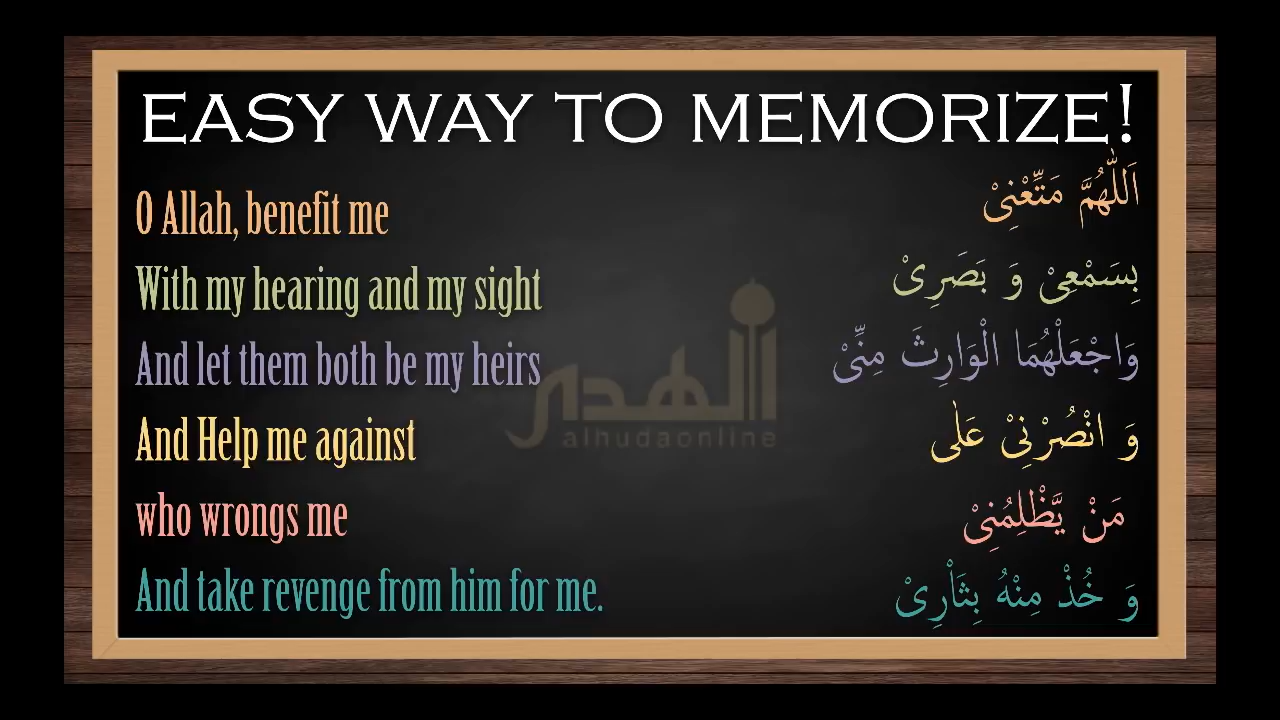 EASY WAY TO MEMORIZE!
O Allah, benefit me
اَللّٰهُمَّ مَتِّعْنِیْ
With my hearing and my sight
بِسَمْعِیْ وَ بَصَرِیْ
And let them both be my heirs
وَاجْعَلْهُمَا الْوَارِثَ مِنِّیْ
And Help me against
وَ انْصُرْنِیْ عَلٰی
who wrongs me
مَنْ یَّظْلِمُنِیْ
And take revenge from him for me.
وَ خُذْ مِنْهُ بِثَاْرِیْ
الهدى
alhudaonline